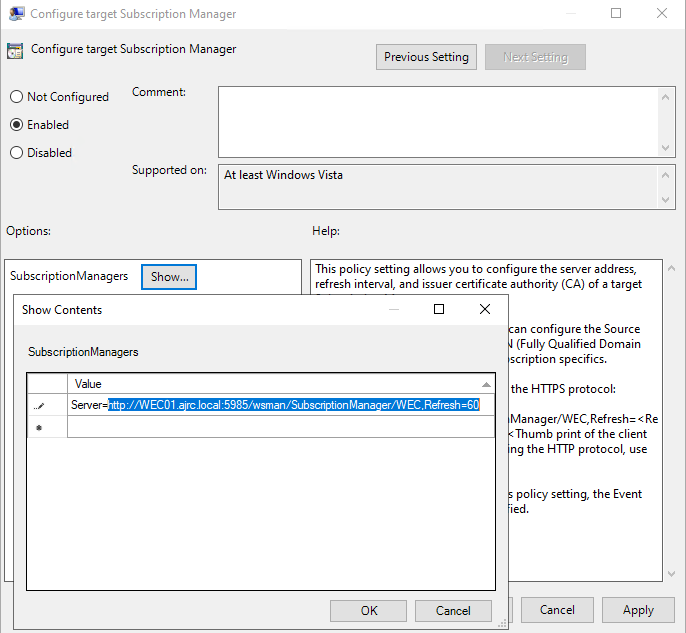 Configure target Subscription Manager
Configure target Subscription Manager
Previous Setting
Next Setting
Not Configured
Enabled
Disabled
Comment:
Supported on:
At least Windows Vista
Options:
Help:
SubscriptionManagers
Show...
This policy setting allows you to configure the server address,
refresh interval, and issuer certificate authority (CA) of a target
can configure the Source
N (Fully Qualified Domain
scription specifics.
the HTTPS protocol:
Manager/WEC,Refresh=<Re
<Thumb print of the client
ing the HTTP protocol, use
s policy setting, the Event
fied.
Show Contents
SubscriptionManagers
Value
Server=http://WEC01.ajrc.local:5985/wsman/SubscriptionManager/WEC,Refresh=60
OK
Cancel
Cancel
Apply